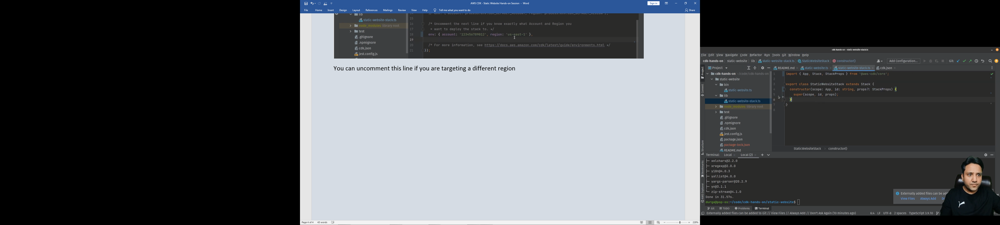 AWS CDK - Static Website Hands-on Session - Word
Sign in
File Home Insert Design Layout References Mailings Review View Help Tell me what you want to do Share
lib
static-website-stack.ts
node_modules library root
test
.gitignore
.npmignore
cdk.json
jest.config.js
15
16 /* Uncomment the next line if you know exactly what Account and Region you
17 * want to deploy the stack to. */
18 env: { account: '123456789012', region: 'us-east-1' },
19
20 /* For more information, see https://docs.aws.amazon.com/cdk/latest/guide/environments.html */
21 });
You can uncomment this line if you are targeting a different region
Page 4 of 4 43 words
220%
cdk-hands-on – static-website-stack.ts
File Edit View Navigate Code Refactor Run Tools Git Window Help
cdk-hands-on static-website lib static-website-stack.ts StaticWebsiteStack constructor()
Add Configuration... Git:
Project
README.md static-website.ts static-website-stack.ts cdk.json
Project
Commit
Structure
Bookmarks
AWS Explorer
cdk-hands-on ~/code/cdk-hands-on
static-website
bin
static-website.ts
lib
static-website-stack.ts
node_modules library root
test
.gitignore
.npmignore
cdk.json
jest.config.js
package.json
package-lock.json
README.md
1 import { App, Stack, StackProps } from '@aws-cdk/core';
2
3 export class StaticWebsiteStack extends Stack {
4 constructor(scope: App, id: string, props?: StackProps) {
5 super(scope, id, props);
6 }
7 }
8
StaticWebsiteStack constructor()
Terminal: Local Local (2)
├─ xmlchars@2.2.0
├─ xregexp@2.0.0
├─ y18n@4.0.3
├─ yallist@4.0.0
├─ yargs-parser@20.2.9
├─ yn@3.1.1
└─ zip-stream@4.1.0
Done in 31.57s.
durga@pop-os:~/code/cdk-hands-on/static-website$
Externally added files can be
View Files Always Add
Git TODO Problems Terminal
Externally added files can be added to Git // View Files // Always Add // Don't Ask Again (10 minutes ago)
6:4 LF UTF-8 2 spaces TypeScript 3.9.10